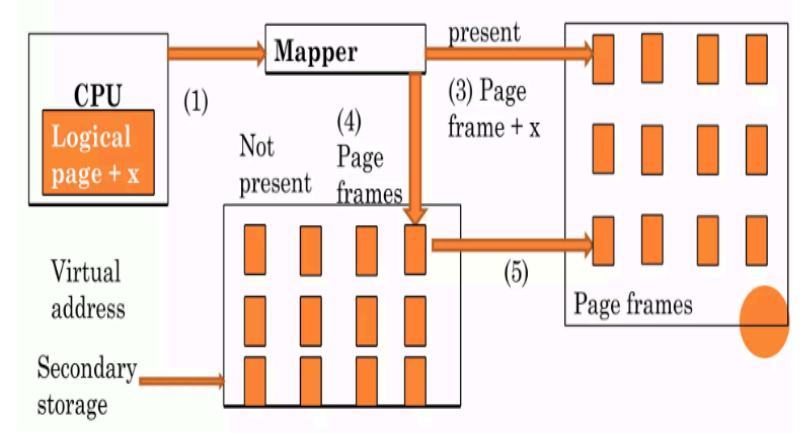 CPU
Logical
page + x
(1)
Mapper
present
(3) Page
frame + x
(4)
Page
frames
Not
present
(5)
Page frames
Virtual
address
Secondary
storage